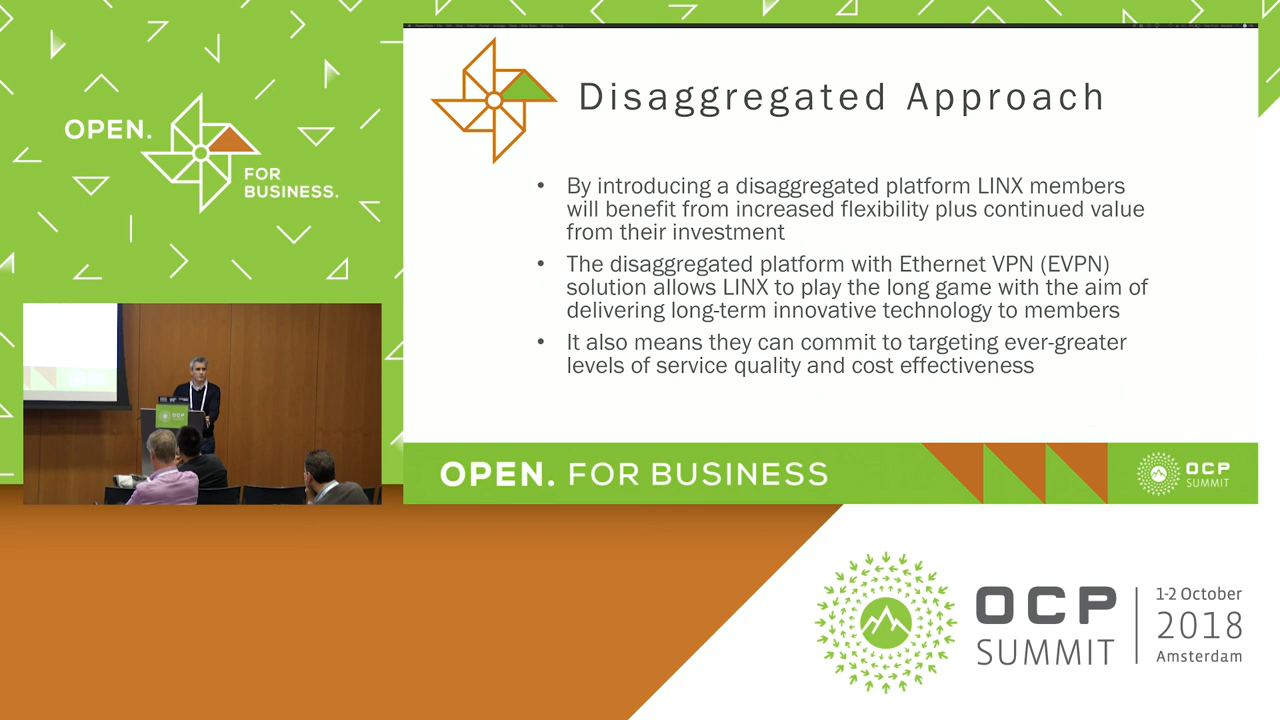 OPEN.
FOR
BUSINESS.
Disaggregated Approach
• By introducing a disaggregated platform LINX members
will benefit from increased flexibility plus continued value
from their investment
• The disaggregated platform with Ethernet VPN (EVPN)
solution allows LINX to play the long game with the aim of
delivering long-term innovative technology to members
• It also means they can commit to targeting ever-greater
levels of service quality and cost effectiveness
OPEN. FOR BUSINESS
OCP
SUMMIT
OCP
SUMMIT
1-2 October
2018
Amsterdam